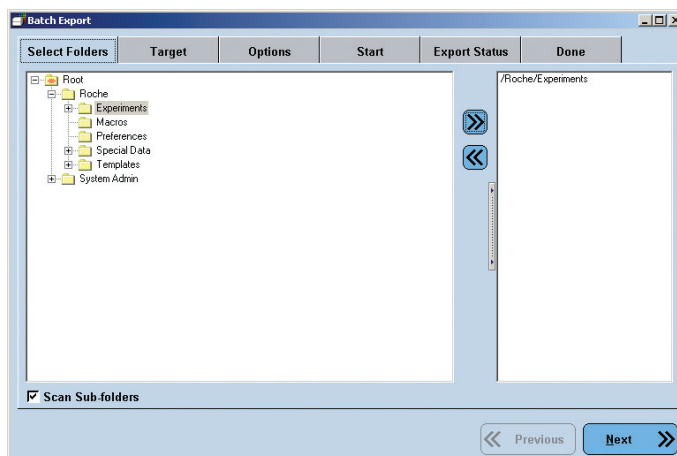 Batch Export
Select Folders Target Options Start Export Status Done
Root
Roche
Experiments
Macros
Preferences
Special Data
Templates
System Admin
/Roche/Experiments
Scan Sub-folders
Previous Next